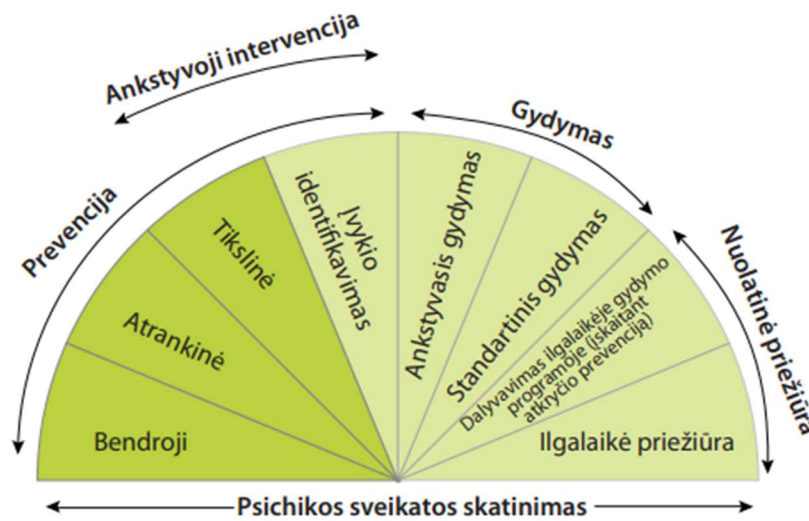 Ankstyvoji intervencija
Prevencija
Gydymas
Nuolatinė priežiūra
Bendroji
Atrankinė
Tikslinė
Įvykio
identifikavimas
Ankstyvasis gydymas
Standartinis gydymas
Dalyvavimas ilgalaikėje gydymo
programoje (įskaitant
atkryčio prevenciją)
Ilgalaikė priežiūra
Psichikos sveikatos skatinimas